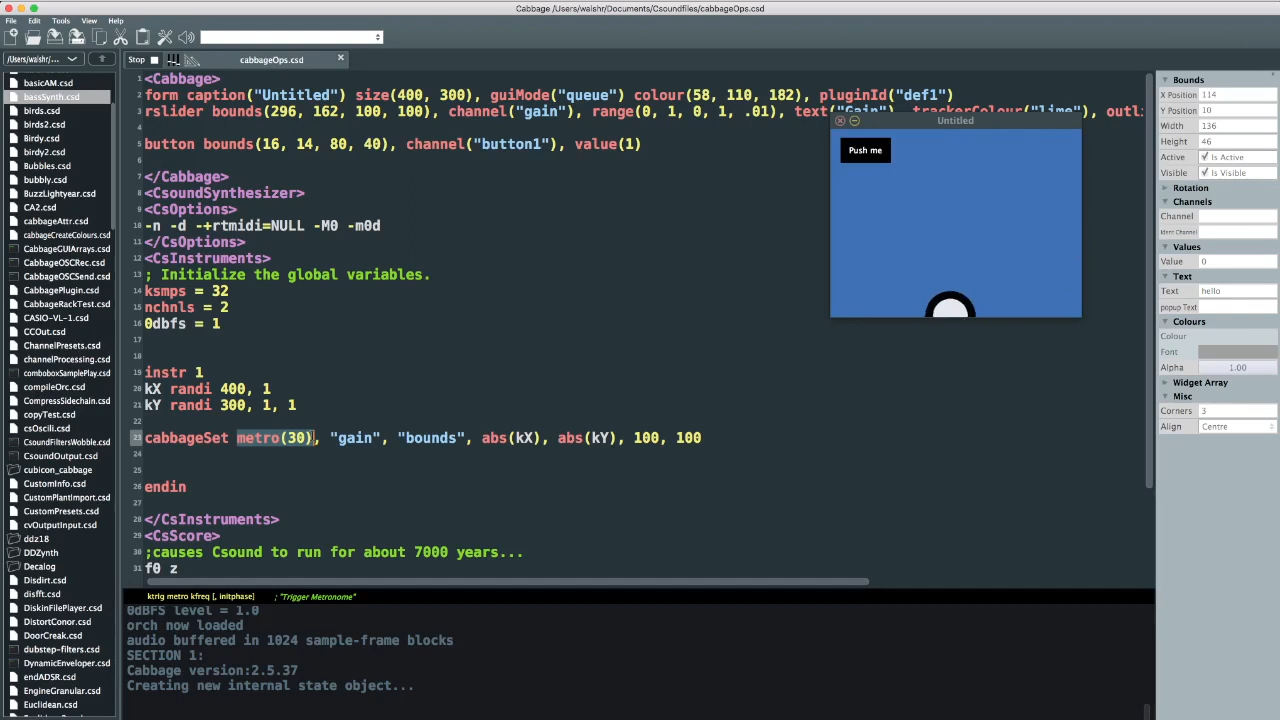 Cabbage /Users/walshr/Documents/Csoundfiles/cabbageOps.csd
File Edit Tools View Help
/Users/walshr/...
Stop
cabbageOps.csd
basicAM.csd
bassSynth.csd
birds.csd
birds2.csd
Birdy.csd
birdy2.csd
Bubbles.csd
bubbly.csd
BuzzLightyear.csd
CA2.csd
cabbageAttr.csd
cabbageCreateColours.csd
CabbageGUIArrays.csd
CabbageOSCRec.csd
CabbageOSCSend.csd
CabbagePlugin.csd
CabbageRackTest.csd
CASIO-VL-1.csd
CCOut.csd
ChannelPresets.csd
channelProcessing.csd
comboboxSamplePlay.csd
compileOrc.csd
CompressSidechain.csd
copyTest.csd
csOscili.csd
CsoundFiltersWobble.csd
CsoundOutput.csd
cubicon_cabbage
CustomInfo.csd
CustomPlantImport.csd
CustomPresets.csd
cvOutputInput.csd
ddz18
DDZynth
Decalog
Disdirt.csd
disfft.csd
DiskinFilePlayer.csd
DistortConor.csd
DoorCreak.csd
dubstep-filters.csd
DynamicEnveloper.csd
endADSR.csd
EngineGranular.csd
Euclidean.csd
1 <Cabbage>
2 form caption("Untitled") size(400, 300), guiMode("queue") colour(58, 110, 182), pluginId("def1")
3 rslider bounds(296, 162, 100, 100), channel("gain"), range(0, 1, 0, 1, .01), text("Gain"), trackerColour("lime"), outli
4
5 button bounds(16, 14, 80, 40), channel("button1"), value(1)
6
7 </Cabbage>
8 <CsoundSynthesizer>
9 <CsOptions>
10 -n -d -+rtmidi=NULL -M0 -m0d
11 </CsOptions>
12 <CsInstruments>
13 ; Initialize the global variables.
14 ksmps = 32
15 nchnls = 2
16 0dbfs = 1
17
18
19 instr 1
20 kX randi 400, 1
21 kY randi 300, 1, 1
22
23 cabbageSet metro(30), "gain", "bounds", abs(kX), abs(kY), 100, 100
24
25
26 endin
27
28 </CsInstruments>
29 <CsScore>
30 ;causes Csound to run for about 7000 years...
31 f0 z
Untitled
Push me
ktrig metro kfreq [, initphase] ; "Trigger Metronome"
0dBFS level = 1.0
orch now loaded
audio buffered in 1024 sample-frame blocks
SECTION 1:
Cabbage version:2.5.37
Creating new internal state object...
Bounds
X Position 114
Y Position 10
Width 136
Height 46
Active Is Active
Visible Is Visible
Rotation
Channels
Channel
Ident Channel
Values
Value 0
Text
Text hello
popup Text
Colours
Colour
Font
Alpha 1.00
Widget Array
Misc
Corners 3
Align Centre